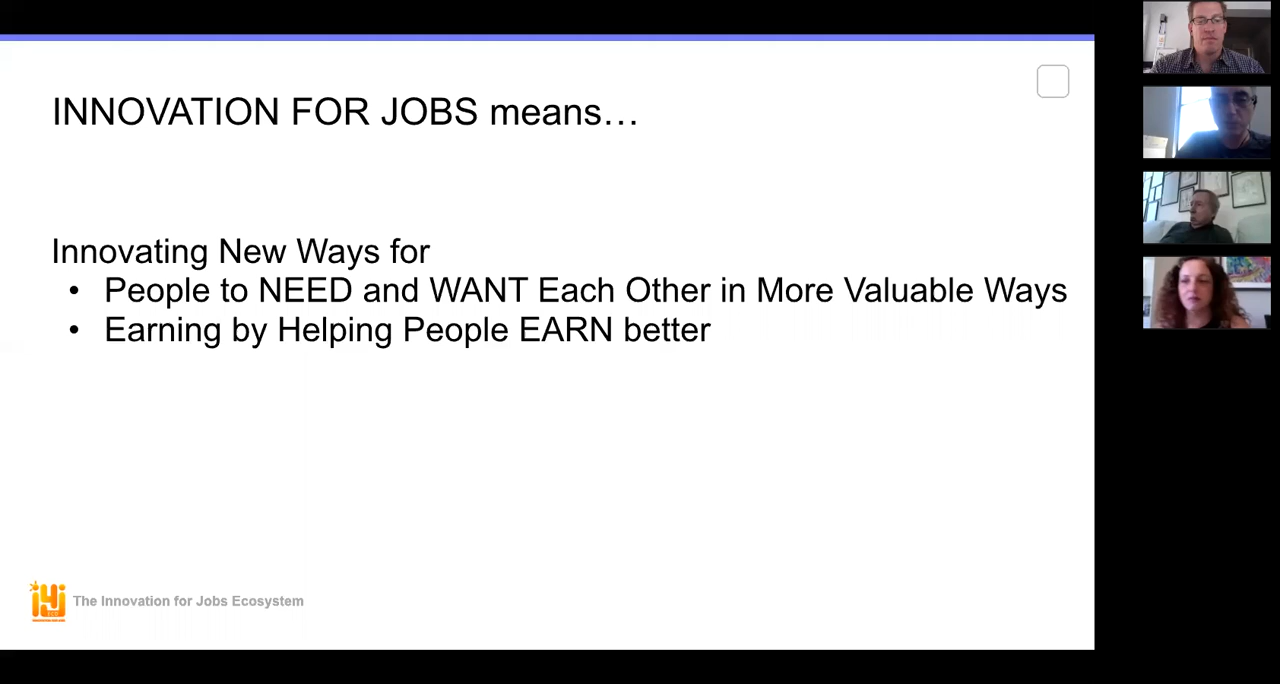 INNOVATION FOR JOBS means…
Innovating New Ways for
• People to NEED and WANT Each Other in More Valuable Ways
• Earning by Helping People EARN better
i4j
The Innovation for Jobs Ecosystem